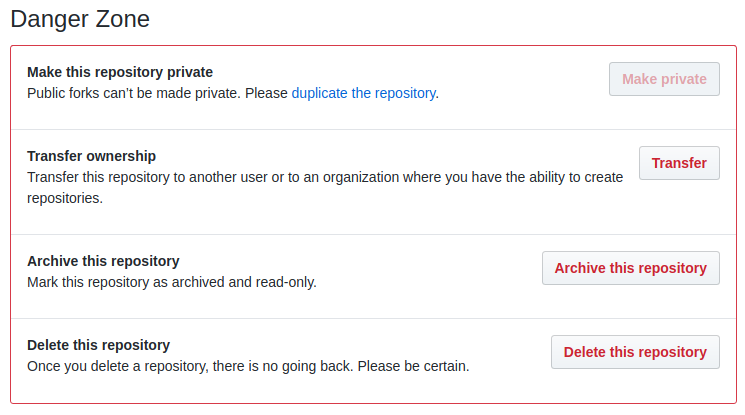 Danger Zone
Make this repository private
Public forks can’t be made private. Please duplicate the repository.
Make private
Transfer ownership
Transfer this repository to another user or to an organization where you have the ability to create
repositories.
Transfer
Archive this repository
Mark this repository as archived and read-only.
Archive this repository
Delete this repository
Once you delete a repository, there is no going back. Please be certain.
Delete this repository